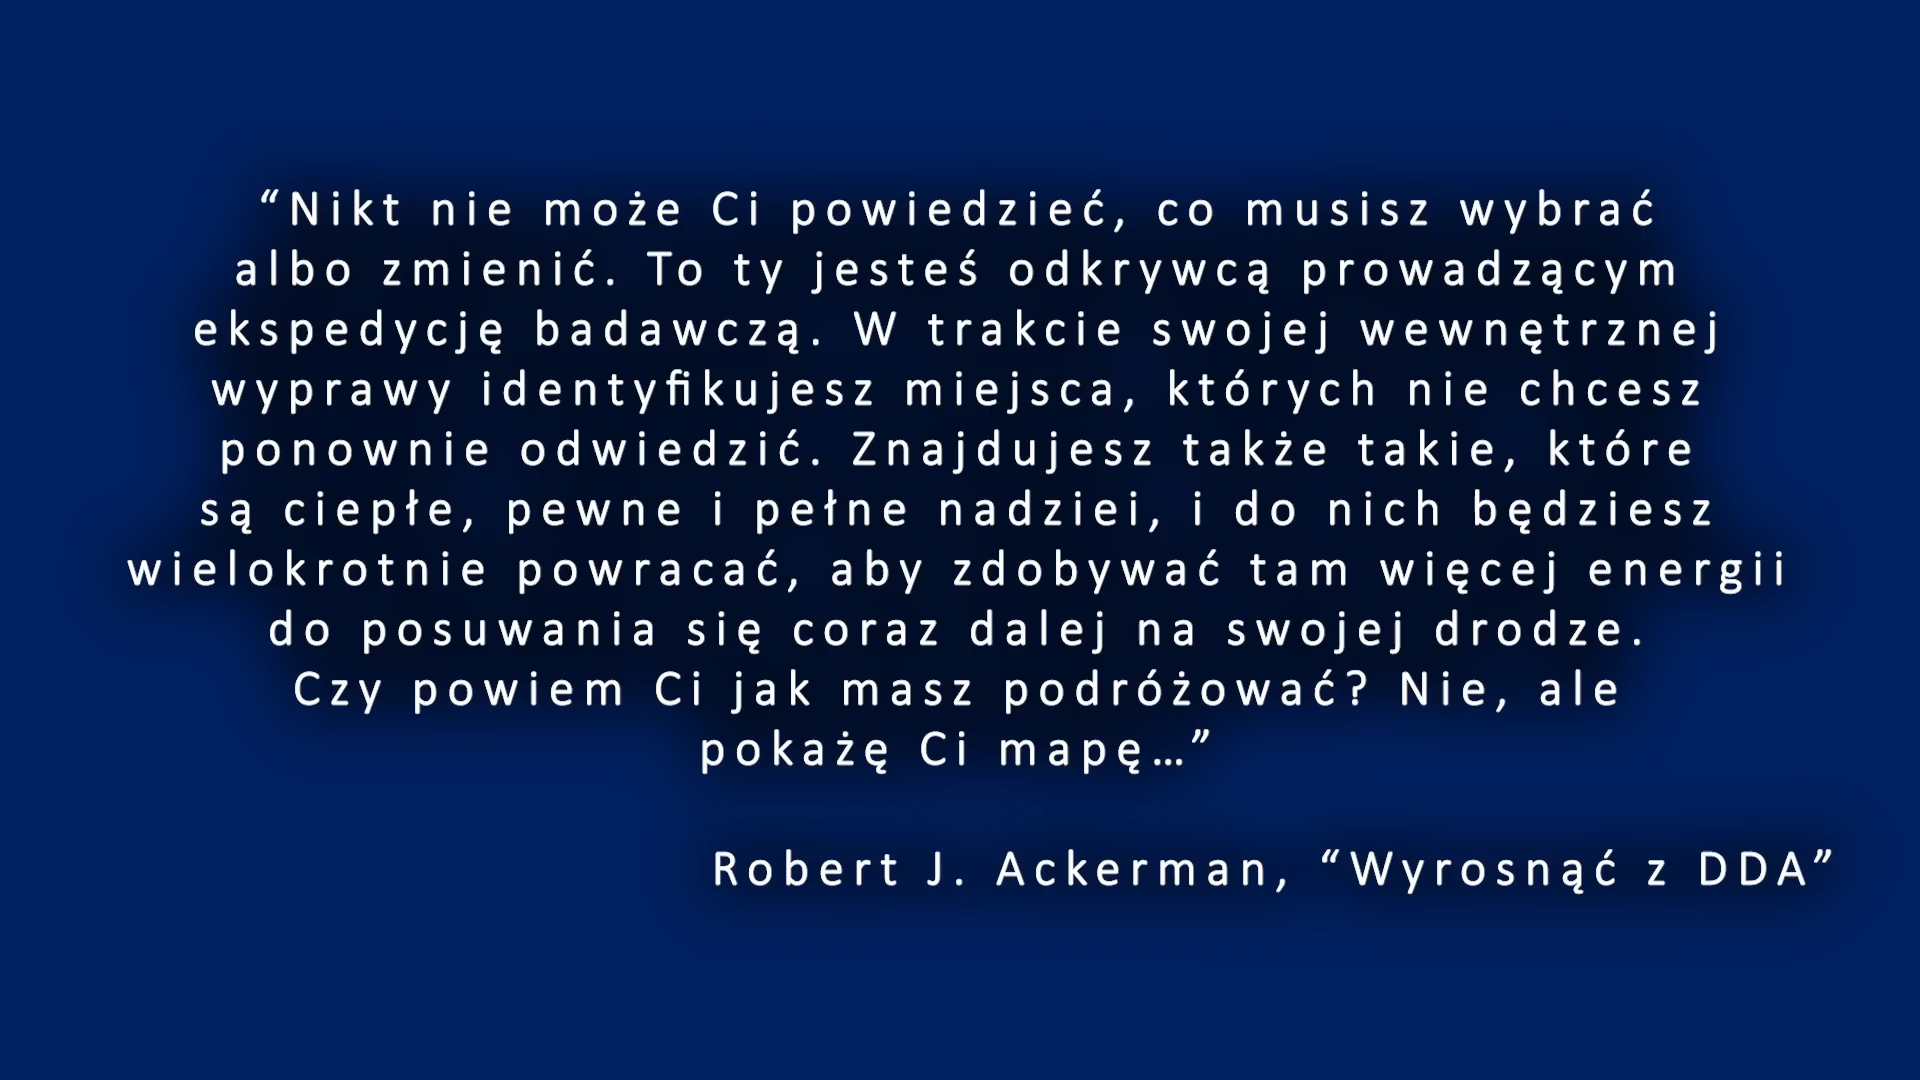 “Nikt nie może Ci powiedzieć, co musisz wybrać
albo zmienić. To ty jesteś odkrywcą prowadzącym
ekspedycję badawczą. W trakcie swojej wewnętrznej
wyprawy identyfikujesz miejsca, których nie chcesz
ponownie odwiedzić. Znajdujesz także takie, które
są ciepłe, pewne i pełne nadziei, i do nich będziesz
wielokrotnie powracać, aby zdobywać tam więcej energii
do posuwania się coraz dalej na swojej drodze.
Czy powiem Ci jak masz podróżować? Nie, ale
pokażę Ci mapę…”
Robert J. Ackerman, “Wyrosnąć z DDA”